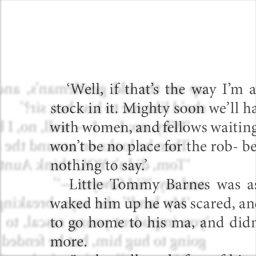 ‘Well, if that’s the way I’m a
stock in it. Mighty soon we’ll ha
with women, and fellows waiting
won’t be no place for the rob- be
nothing to say.’
Little Tommy Barnes was as
waked him up he was scared, and
to go home to his ma, and didn
more.